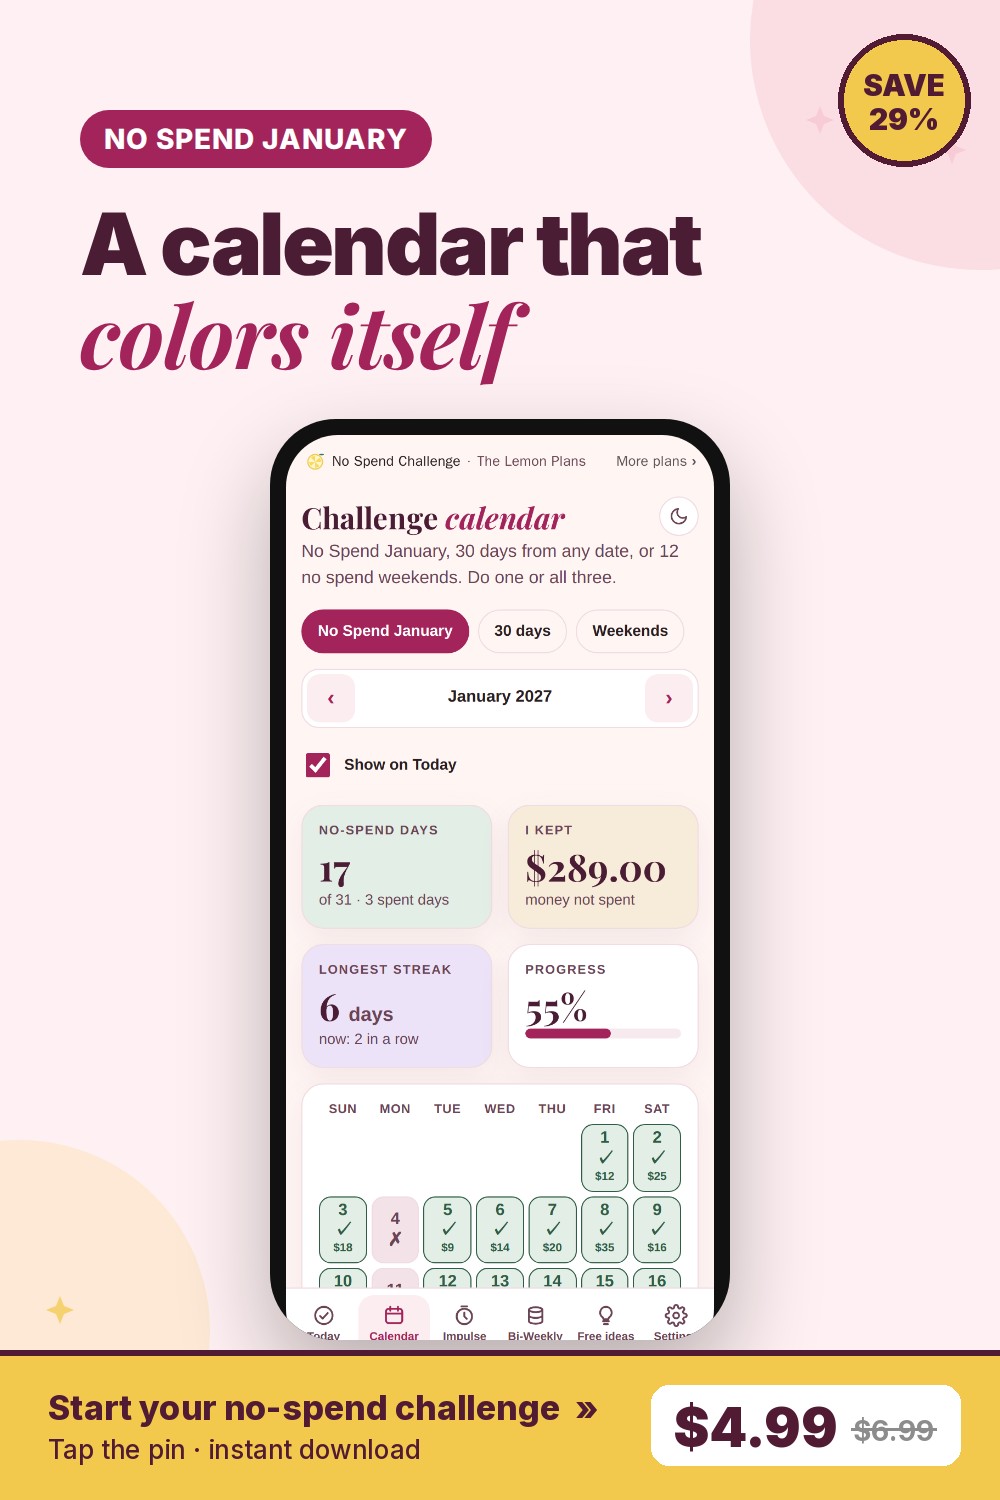 SAVE
29%
NO SPEND JANUARY
A calendar that
colors itself
No Spend Challenge · The Lemon Plans More plans ›
Challenge calendar
No Spend January, 30 days from any date, or 12
no spend weekends. Do one or all three.
No Spend January 30 days Weekends
‹ January 2027 ›
Show on Today
NO-SPEND DAYS I KEPT
17 $289.00
of 31 · 3 spent days money not spent
LONGEST STREAK PROGRESS
6 days 55%
now: 2 in a row
SUN MON TUE WED THU FRI SAT
1 2
✓ ✓
$12 $25
3 4 5 6 7 8 9
✓ ✗ ✓ ✓ ✓ ✓ ✓
$18 $9 $14 $20 $35 $16
10 11 12 13 14 15 16
Today Calendar Impulse Bi-Weekly Free ideas
Start your no-spend challenge »
Tap the pin · instant download
$4.99 $6.99